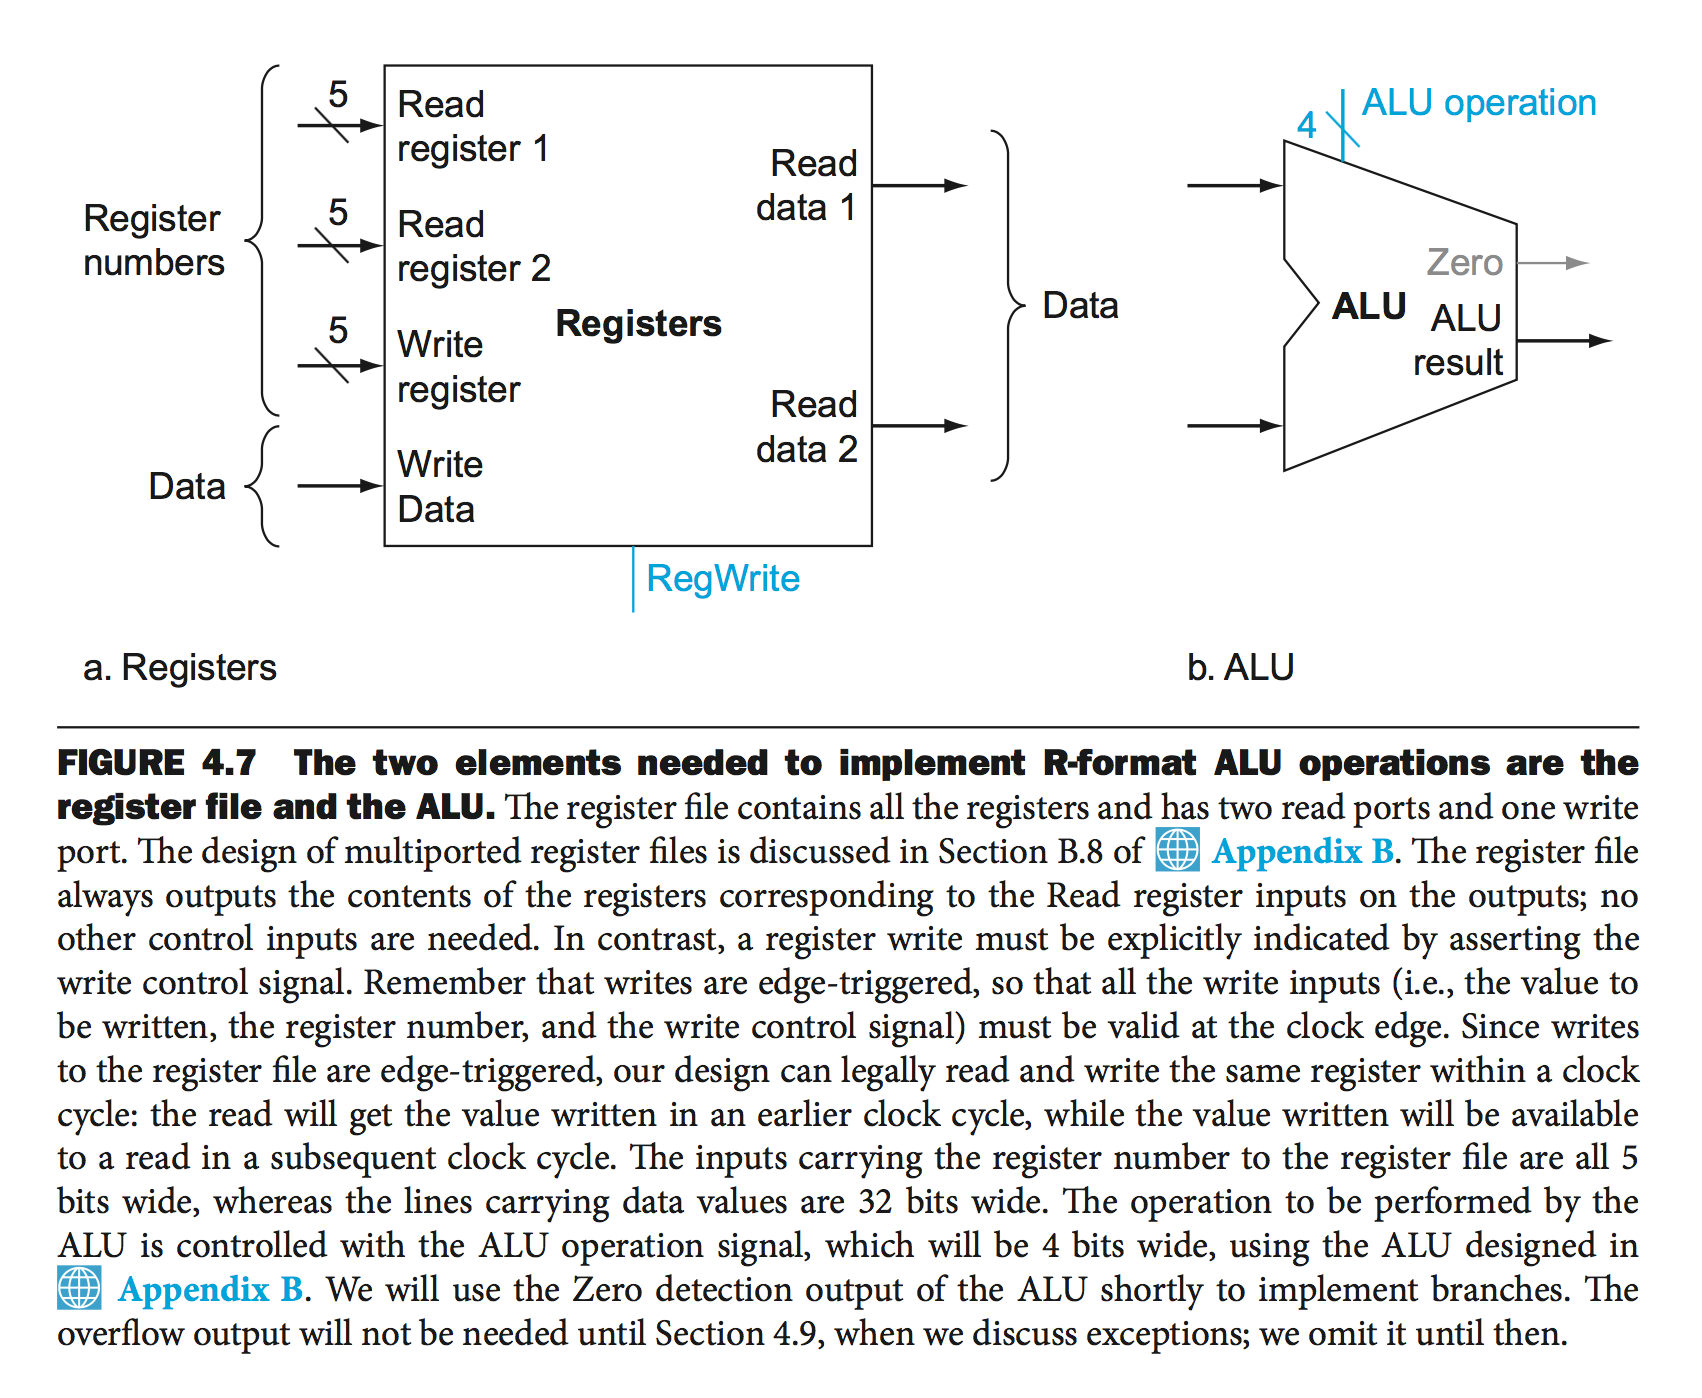 5
Read
register 1
5
Read
register 2
5
Write
register
Write
Data
Register
numbers
Data
Registers
Read
data 1
Read
data 2
Data
RegWrite
4
ALU operation
Zero
ALU
ALU
result
a. Registers
b. ALU
FIGURE 4.7 The two elements needed to implement R-format ALU operations are the
register file and the ALU. The register file contains all the registers and has two read ports and one write
port. The design of multiported register files is discussed in Section B.8 of Appendix B. The register file
always outputs the contents of the registers corresponding to the Read register inputs on the outputs; no
other control inputs are needed. In contrast, a register write must be explicitly indicated by asserting the
write control signal. Remember that writes are edge-triggered, so that all the write inputs (i.e., the value to
be written, the register number, and the write control signal) must be valid at the clock edge. Since writes
to the register file are edge-triggered, our design can legally read and write the same register within a clock
cycle: the read will get the value written in an earlier clock cycle, while the value written will be available
to a read in a subsequent clock cycle. The inputs carrying the register number to the register file are all 5
bits wide, whereas the lines carrying data values are 32 bits wide. The operation to be performed by the
ALU is controlled with the ALU operation signal, which will be 4 bits wide, using the ALU designed in
Appendix B. We will use the Zero detection output of the ALU shortly to implement branches. The
overflow output will not be needed until Section 4.9, when we discuss exceptions; we omit it until then.